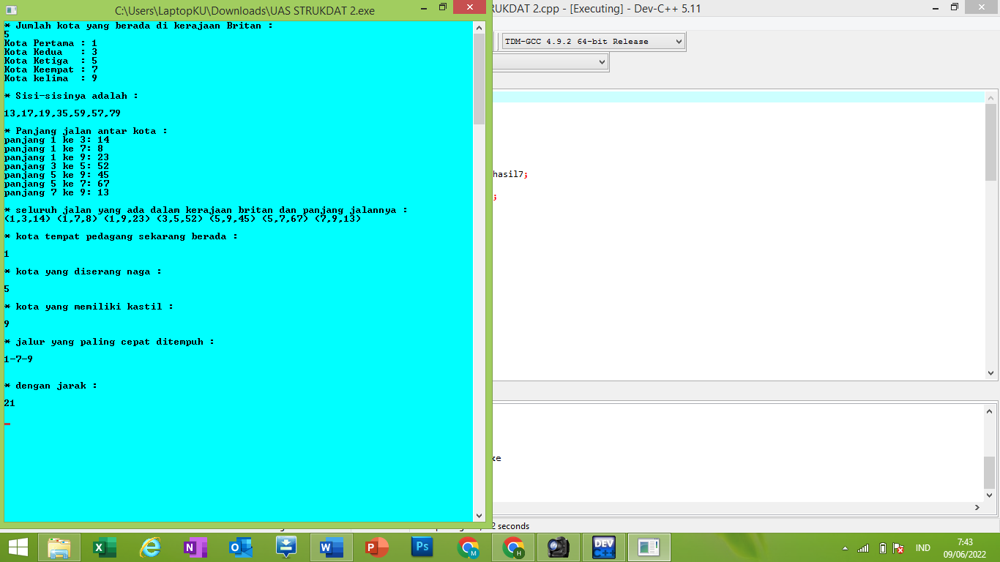 C:\Users\LaptopKU\Downloads\UAS STRUKDAT 2.exe
RUKDAT 2.cpp - [Executing] - Dev-C++ 5.11
TDM-GCC 4.9.2 64-bit Release
* Jumlah kota yang berada di kerajaan Britan :
5
Kota Pertama : 1
Kota Kedua   : 3
Kota Ketiga  : 5
Kota Keempat : 7
Kota kelima  : 9
* Sisi-sisinya adalah :
13,17,19,35,59,57,79
* Panjang jalan antar kota :
panjang 1 ke 3: 14
panjang 1 ke 7: 8
panjang 1 ke 9: 23
panjang 3 ke 5: 52
panjang 5 ke 9: 45
panjang 5 ke 7: 67
panjang 7 ke 9: 13
* seluruh jalan yang ada dalam kerajaan britan dan panjang jalannya :
(1,3,14) (1,7,8) (1,9,23) (3,5,52) (5,9,45) (5,7,67) (7,9,13)
* kota tempat pedagang sekarang berada :
1
* kota yang diserang naga :
5
* kota yang memiliki kastil :
9
* jalur yang paling cepat ditempuh :
1-7-9
* dengan jarak :
21
hasil7;
;
xe
2 seconds
IND
7:43
09/06/2022